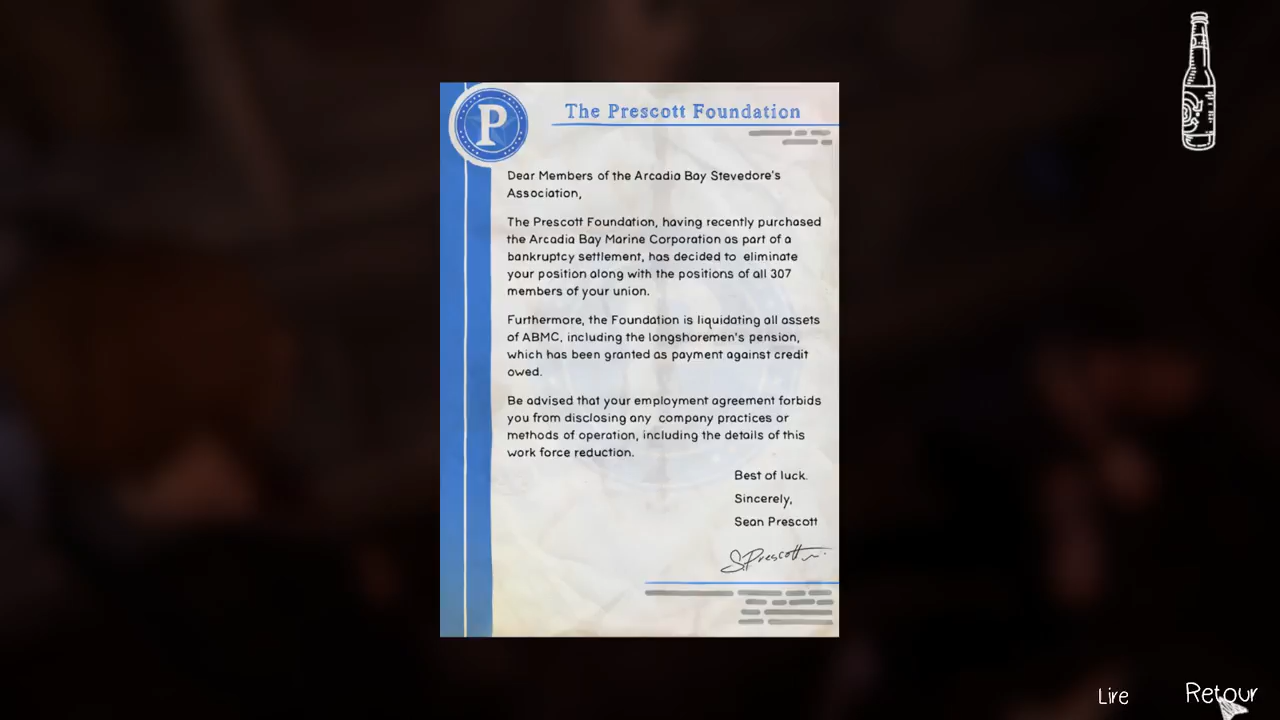 P
The Prescott Foundation
Dear Members of the Arcadia Bay Stevedore's
Association,
The Prescott Foundation, having recently purchased
the Arcadia Bay Marine Corporation as part of a
bankruptcy settlement, has decided to eliminate
your position along with the positions of all 307
members of your union.
Furthermore, the Foundation is liquidating all assets
of ABMC, including the longshoremen's pension,
which has been granted as payment against credit
owed.
Be advised that your employment agreement forbids
you from disclosing any company practices or
methods of operation, including the details of this
work force reduction.
Best of luck.
Sincerely,
Sean Prescott
S.Prescott
Lire
Retour